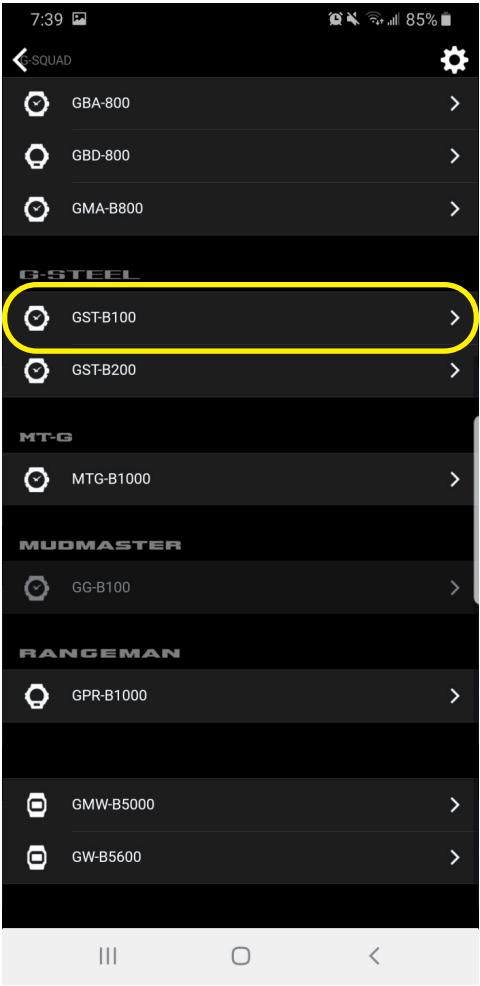 7:39 85%
G-SQUAD
GBA-800
GBD-800
GMA-B800
G-STEEL
GST-B100
GST-B200
MT-G
MTG-B1000
MUDMASTER
GG-B100
RANGEMAN
GPR-B1000
GMW-B5000
GW-B5600